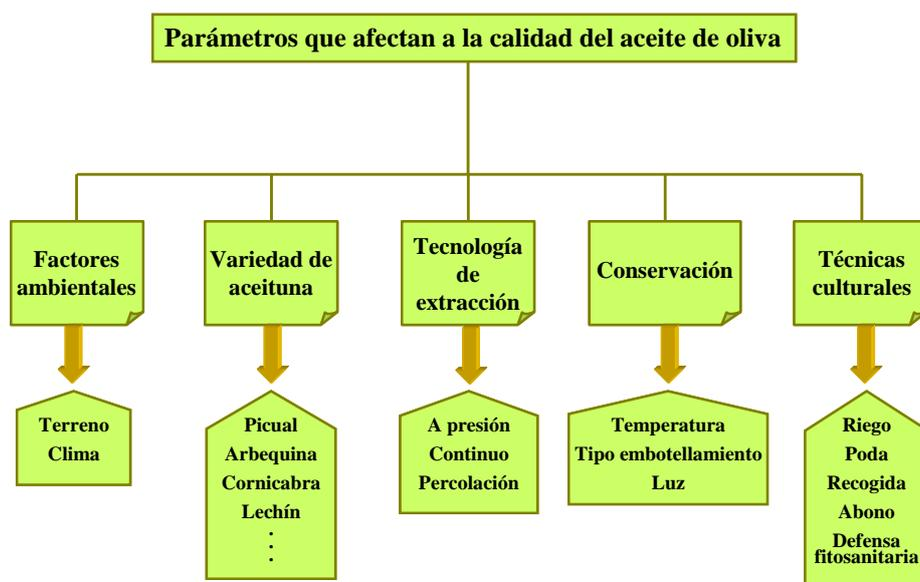 Parámetros que afectan a la calidad del aceite de oliva
Factores
ambientales
Variedad de
aceituna
Tecnología
de
extracción
Conservación
Técnicas
culturales
Terreno
Clima
Picual
Arbequina
Cornicabra
Lechín
.
.
.
A presión
Continuo
Percolación
Temperatura
Tipo embotellamiento
Luz
Riego
Poda
Recogida
Abono
Defensa
fitosanitaria